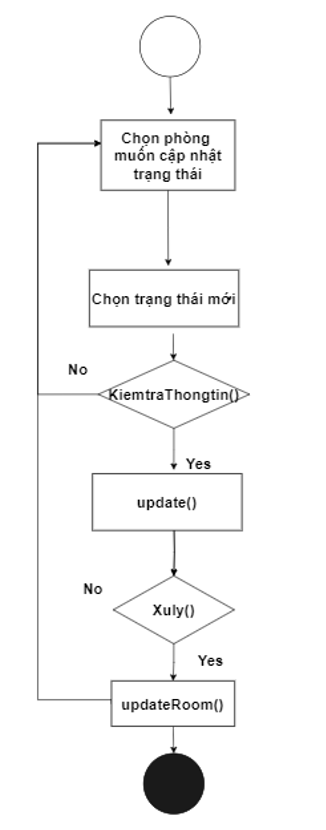 Chọn phòng
muốn cập nhật
trạng thái
Chọn trạng thái mới
No
KiemtraThongtin()
Yes
update()
No
Xuly()
Yes
updateRoom()